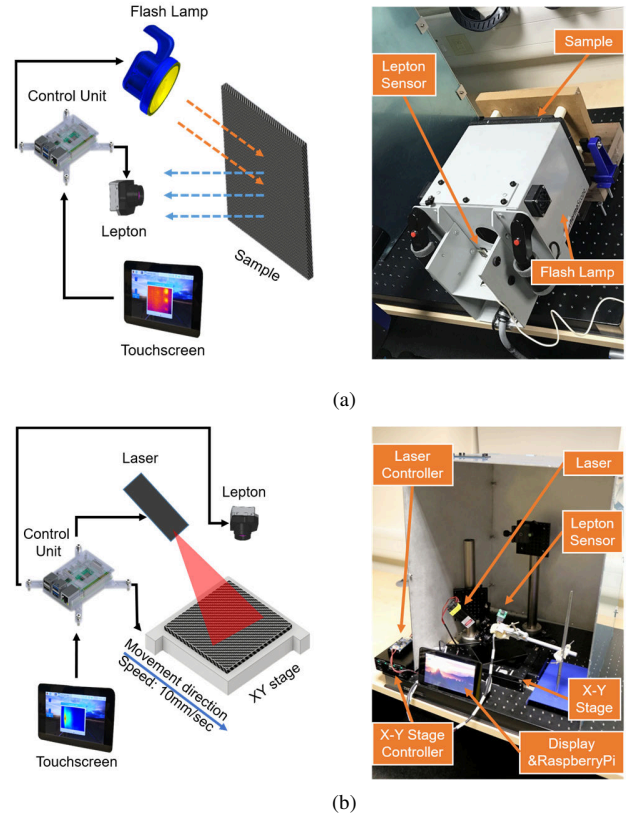 Flash Lamp
Control Unit
Lepton
Sample
Touchscreen
Lepton
Sensor
Sample
Flash Lamp
(a)
Laser
Lepton
Control
Unit
Movement direction
Speed: 10mm/sec
XY stage
Touchscreen
Laser
Controller
Laser
Lepton
Sensor
X-Y
Stage
X-Y Stage
Controller
Display
&RaspberryPi
(b)